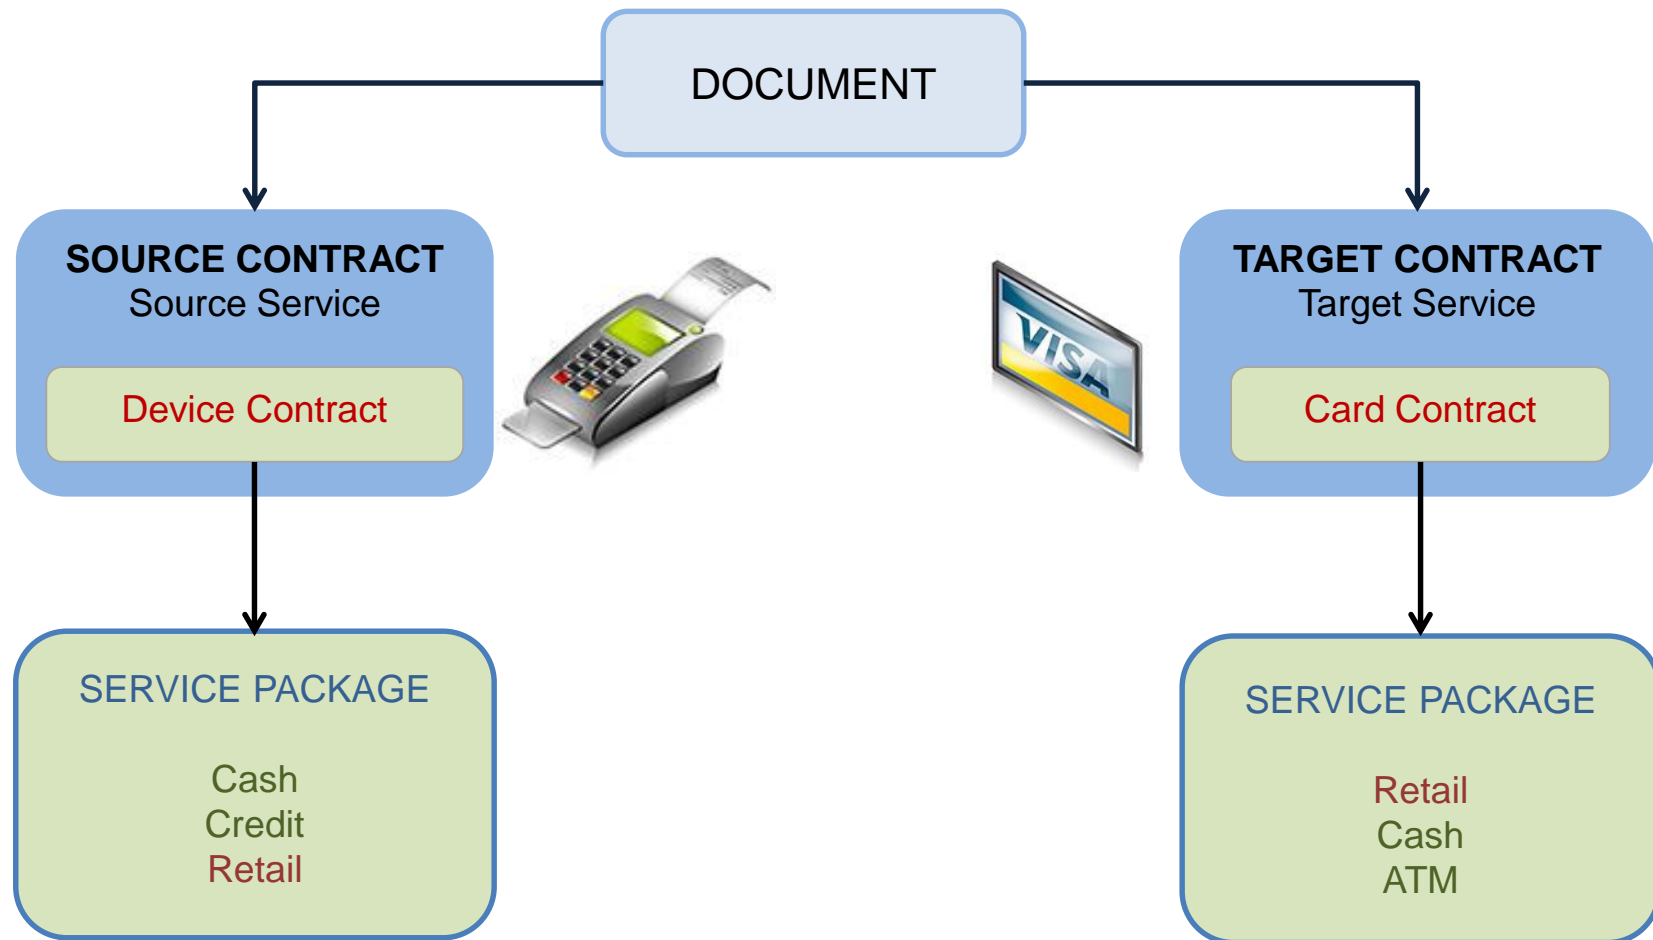 DOCUMENT
SOURCE CONTRACT
Source Service
Device Contract
VISA
TARGET CONTRACT
Target Service
Card Contract
SERVICE PACKAGE
Cash
Credit
Retail
SERVICE PACKAGE
Retail
Cash
ATM